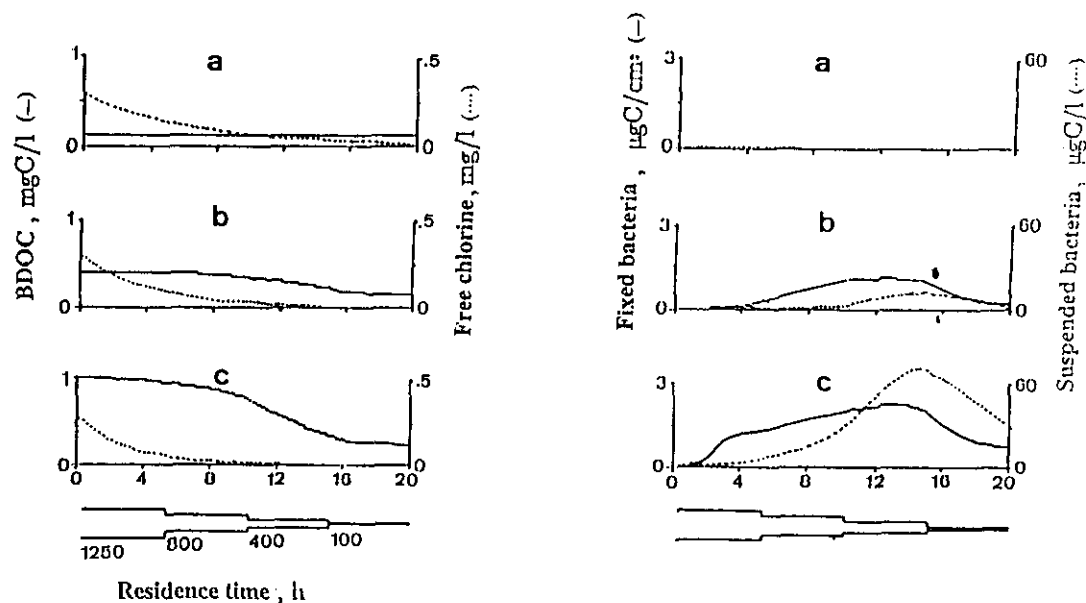 a
BDOC , mgC/l (–)
1
0
.5
0
Free chlorine, mg/l (····)
b
1
0
.5
0
c
1
0
.5
0
0 4 8 12 16 20
1250 800 400 100
Residence time , h
a
Fixed bacteria , µgC/cm² (–)
3
0
60
0
Suspended bacteria , µgC/l (····)
b
3
0
60
0
c
3
0
60
0
0 4 8 12 16 20